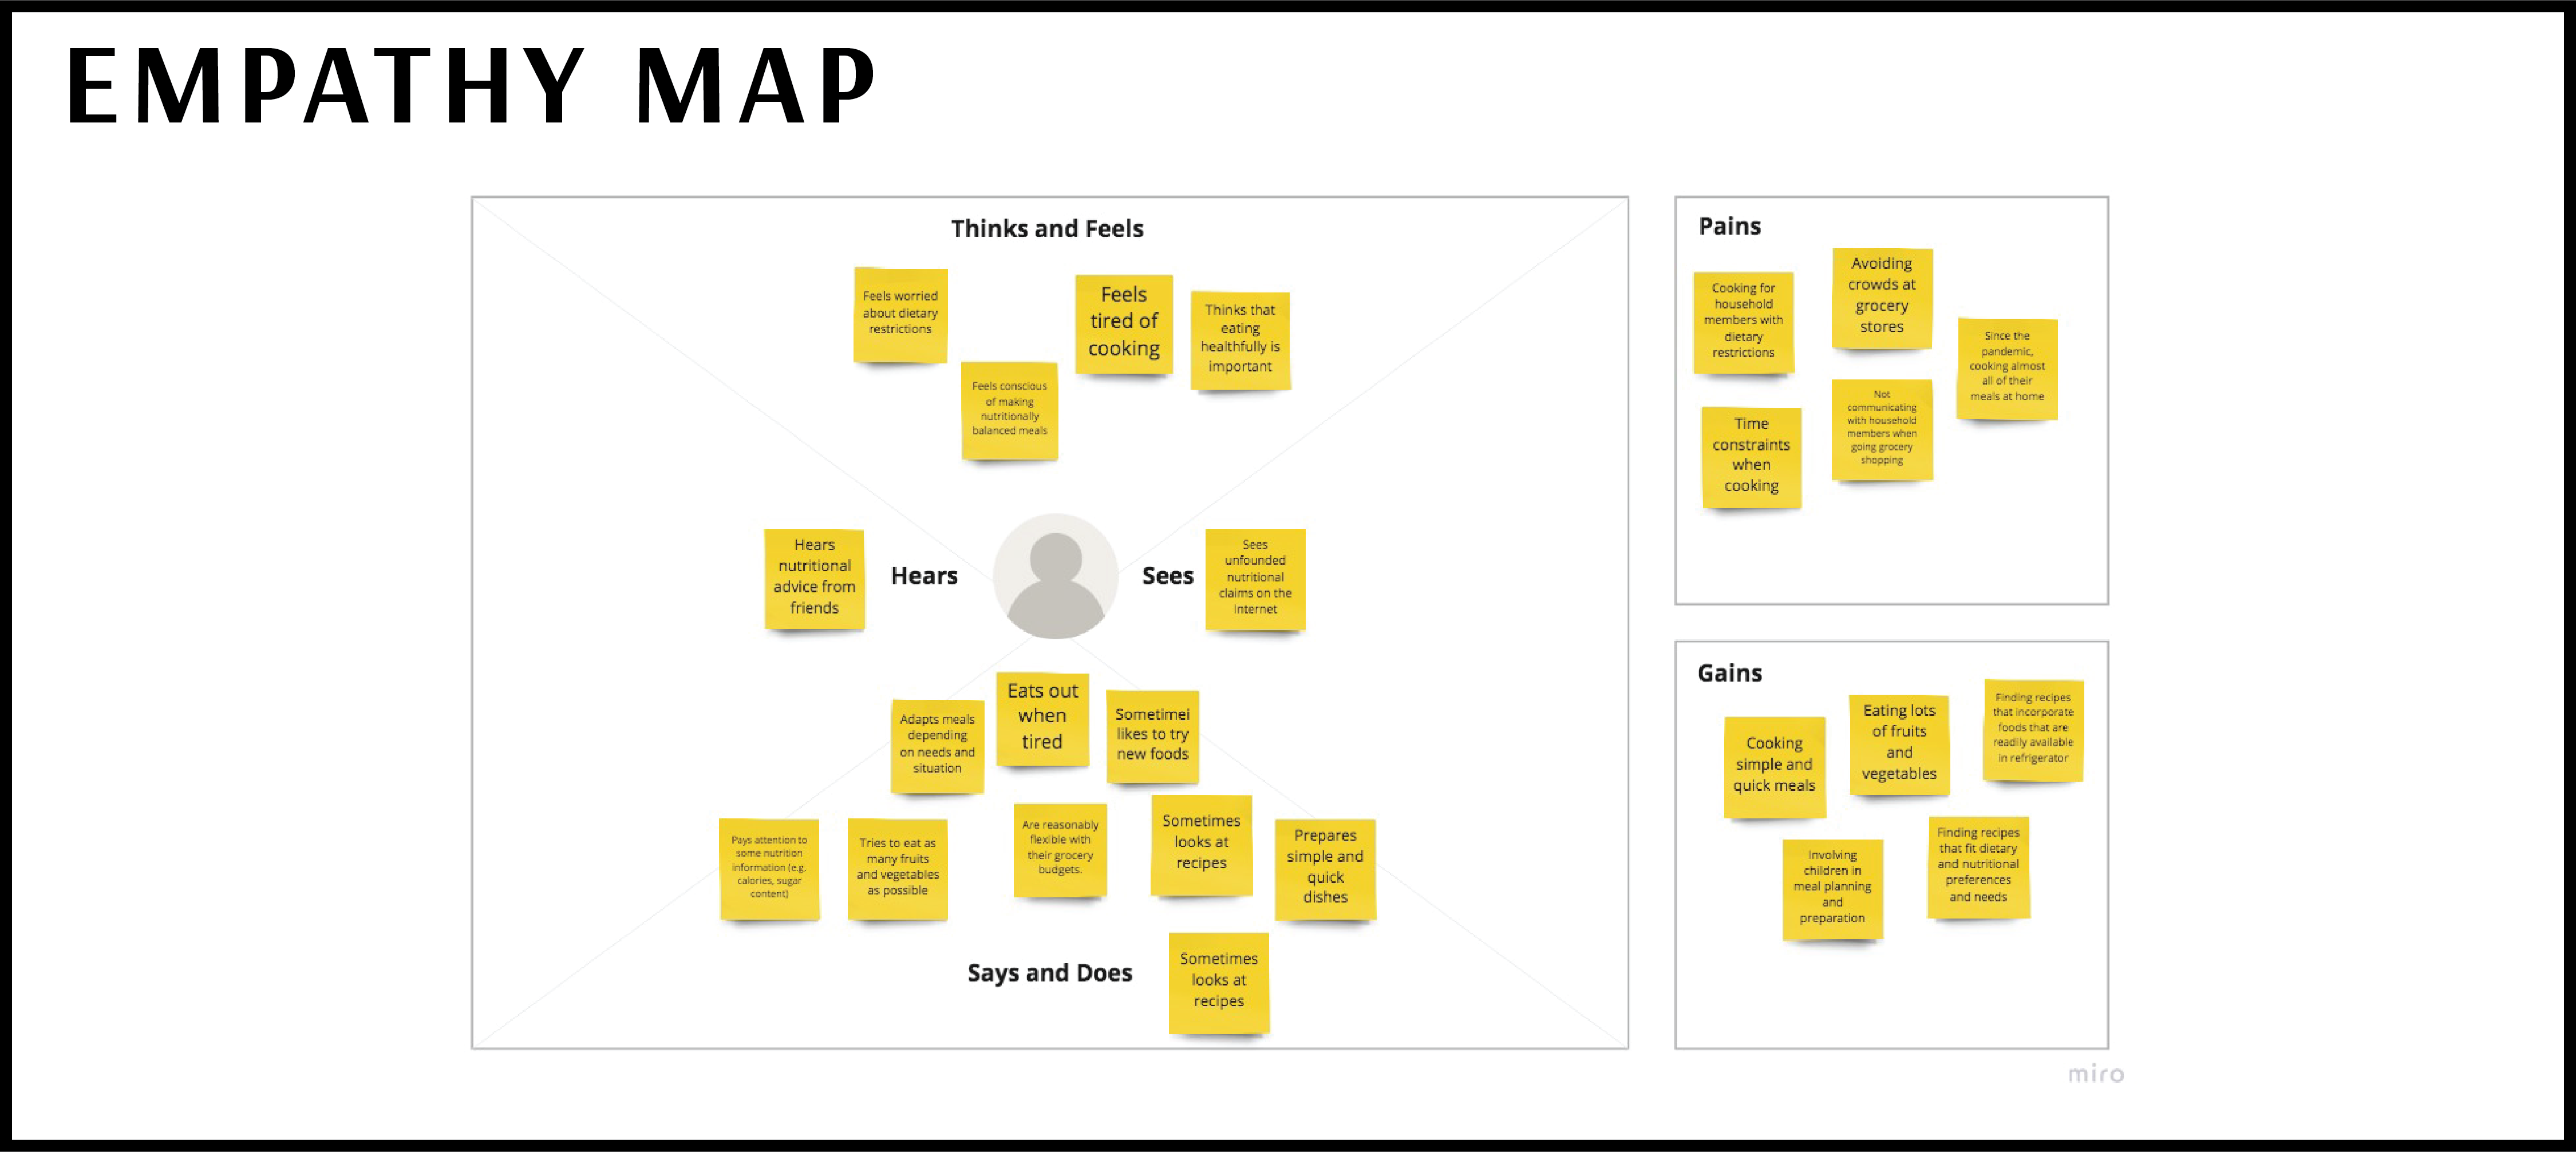 EMPATHY MAP
Thinks and Feels
Feels worried
about dietary
restrictions
Feels conscious
of making
nutritionally
balanced meals
Feels
tired of
cooking
Thinks that
eating
healthfully is
important
Hears
nutritional
advice from
friends
Hears
Sees
Sees
unfounded
nutritional
claims on the
Internet
Adapts meals
depending
on needs and
situation
Eats out
when
tired
Sometimei
likes to try
new foods
Pays attention to
some nutrition
information (e.g.
calories, sugar
content)
Tries to eat as
many fruits
and vegetables
as possible
Are reasonably
flexible with
their grocery
budgets.
Sometimes
looks at
recipes
Prepares
simple and
quick
dishes
Says and Does
Sometimes
looks at
recipes
Pains
Cooking for
household
members with
dietary
restrictions
Avoiding
crowds at
grocery
stores
Since the
pandemic,
cooking almost
all of their
meals at home
Time
constraints
when
cooking
Not
communicating
with household
members when
going grocery
shopping
Gains
Cooking
simple and
quick meals
Eating lots
of fruits
and
vegetables
Finding recipes
that incorporate
foods that are
readily available
in refrigerator
Involving
children in
meal planning
and
preparation
Finding recipes
that fit dietary
and nutritional
preferences
and needs
miro